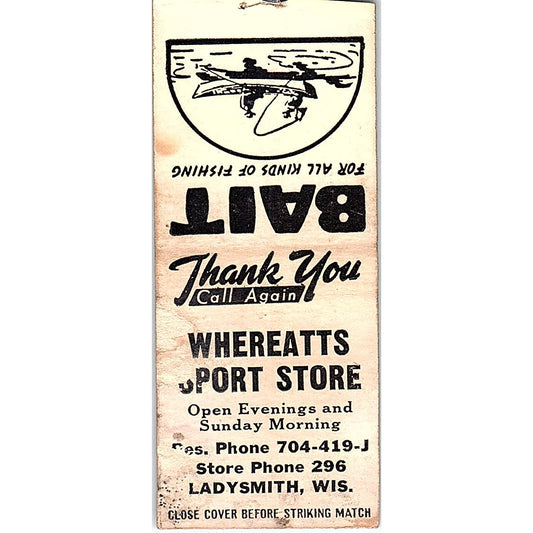 BAIT
FOR ALL KINDS OF FISHING
Thank You
Call Again
WHEREATTS
SPORT STORE
Open Evenings and
Sunday Morning
Res. Phone 704-419-J
Store Phone 296
LADYSMITH, WIS.
CLOSE COVER BEFORE STRIKING MATCH